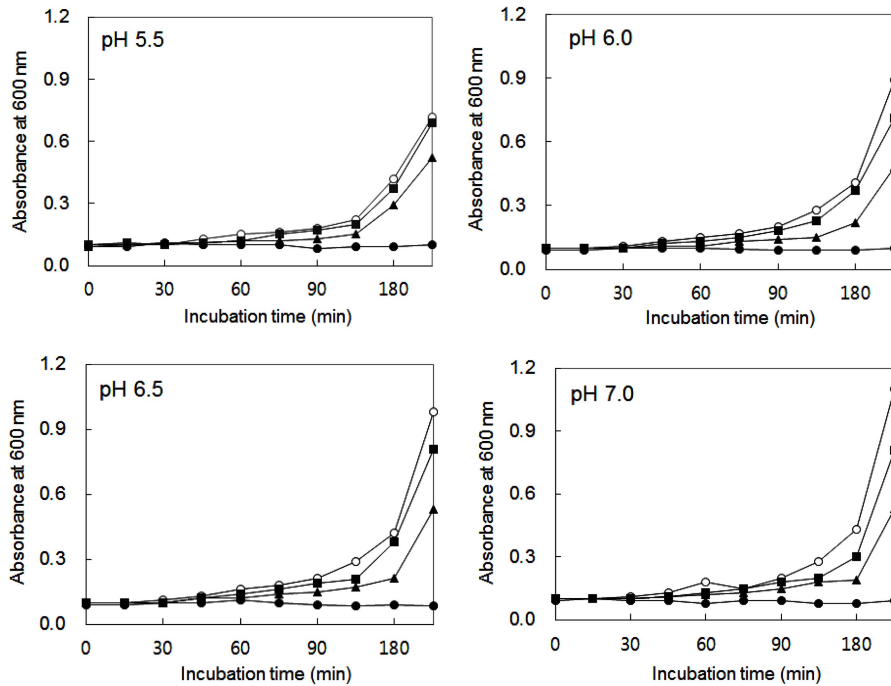 1.2
pH 5.5
0.9
0.6
0.3
0.0
0 30 60 90 180
Incubation time (min)
Absorbance at 600 nm
1.2
pH 6.0
0.9
0.6
0.3
0.0
0 30 60 90 180
Incubation time (min)
Absorbance at 600 nm
1.2
pH 6.5
0.9
0.6
0.3
0.0
0 30 60 90 180
Incubation time (min)
Absorbance at 600 nm
1.2
pH 7.0
0.9
0.6
0.3
0.0
0 30 60 90 180
Incubation time (min)
Absorbance at 600 nm